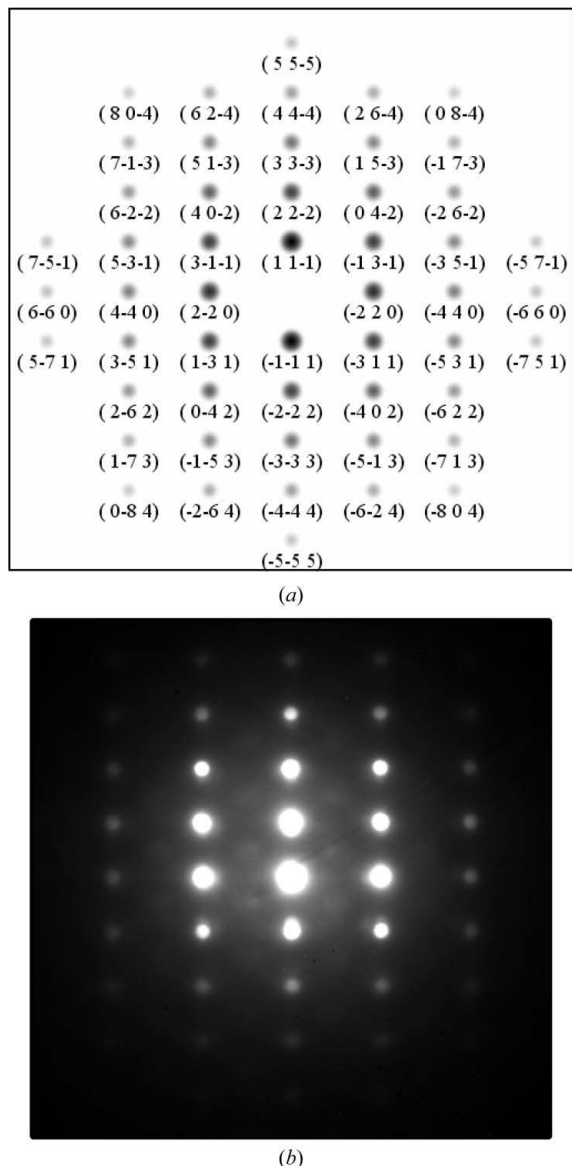 ( 5 5-5)
( 8 0-4) ( 6 2-4) ( 4 4-4) ( 2 6-4) ( 0 8-4)
( 7-1-3) ( 5 1-3) ( 3 3-3) ( 1 5-3) (-1 7-3)
( 6-2-2) ( 4 0-2) ( 2 2-2) ( 0 4-2) (-2 6-2)
( 7-5-1) ( 5-3-1) ( 3-1-1) ( 1 1-1) (-1 3-1) (-3 5-1) (-5 7-1)
( 6-6 0) ( 4-4 0) ( 2-2 0) (-2 2 0) (-4 4 0) (-6 6 0)
( 5-7 1) ( 3-5 1) ( 1-3 1) (-1-1 1) (-3 1 1) (-5 3 1) (-7 5 1)
( 2-6 2) ( 0-4 2) (-2-2 2) (-4 0 2) (-6 2 2)
( 1-7 3) (-1-5 3) (-3-3 3) (-5-1 3) (-7 1 3)
( 0-8 4) (-2-6 4) (-4-4 4) (-6-2 4) (-8 0 4)
(-5-5 5)
(a)
(b)